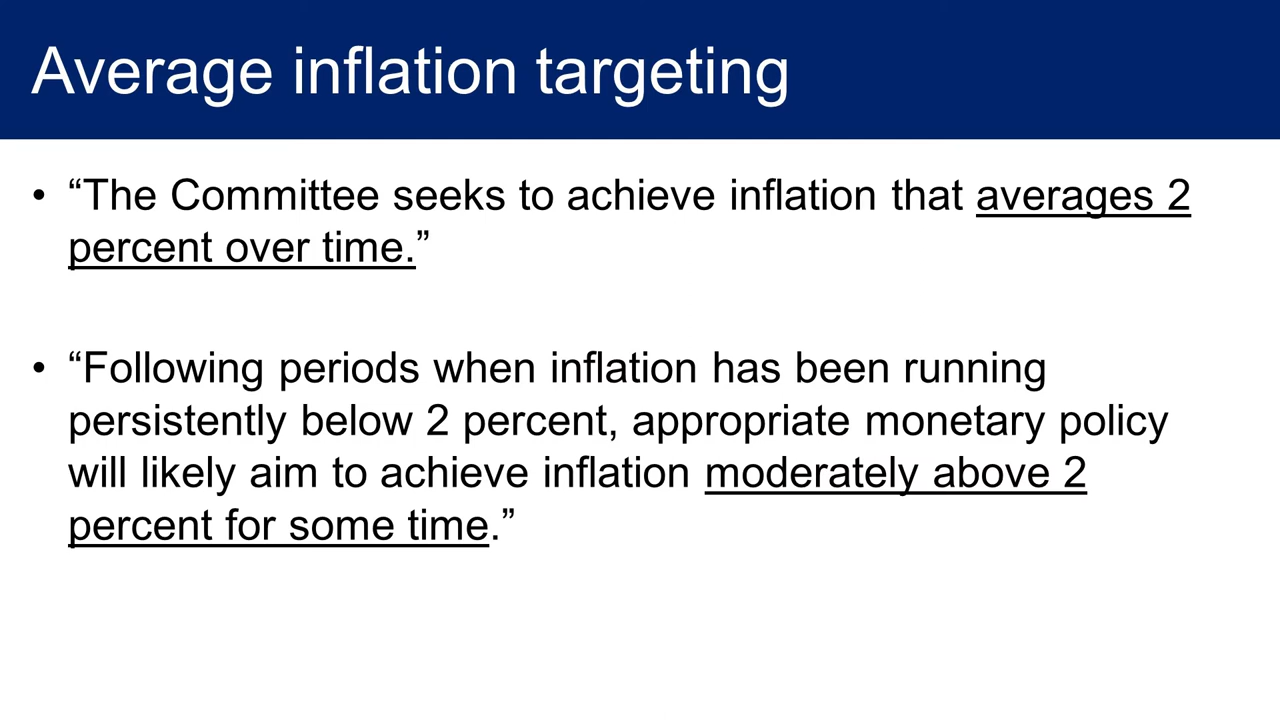 Average inflation targeting
• “The Committee seeks to achieve inflation that averages 2
percent over time.”
• “Following periods when inflation has been running
persistently below 2 percent, appropriate monetary policy
will likely aim to achieve inflation moderately above 2
percent for some time.”